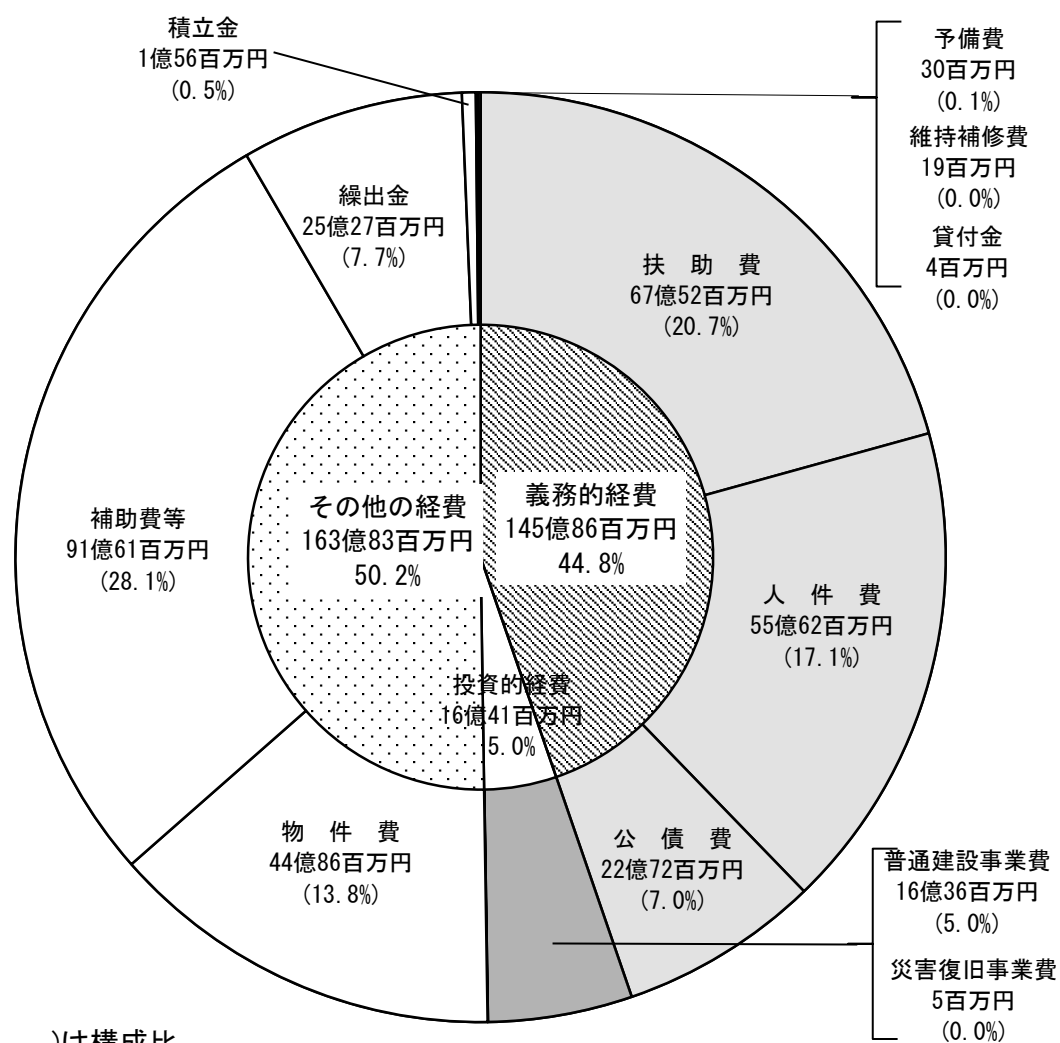 積立金
1億56百万円
(0.5%)
予備費
30百万円
(0.1%)
維持補修費
19百万円
(0.0%)
貸付金
4百万円
(0.0%)
繰出金
25億27百万円
(7.7%)
扶 助 費
67億52百万円
(20.7%)
その他の経費
163億83百万円
50.2%
義務的経費
145億86百万円
44.8%
補助費等
91億61百万円
(28.1%)
人 件 費
55億62百万円
(17.1%)
投資的経費
16億41百万円
5.0%
物 件 費
44億86百万円
(13.8%)
公 債 費
22億72百万円
(7.0%)
普通建設事業費
16億36百万円
(5.0%)
災害復旧事業費
5百万円
(0.0%)
)は構成比